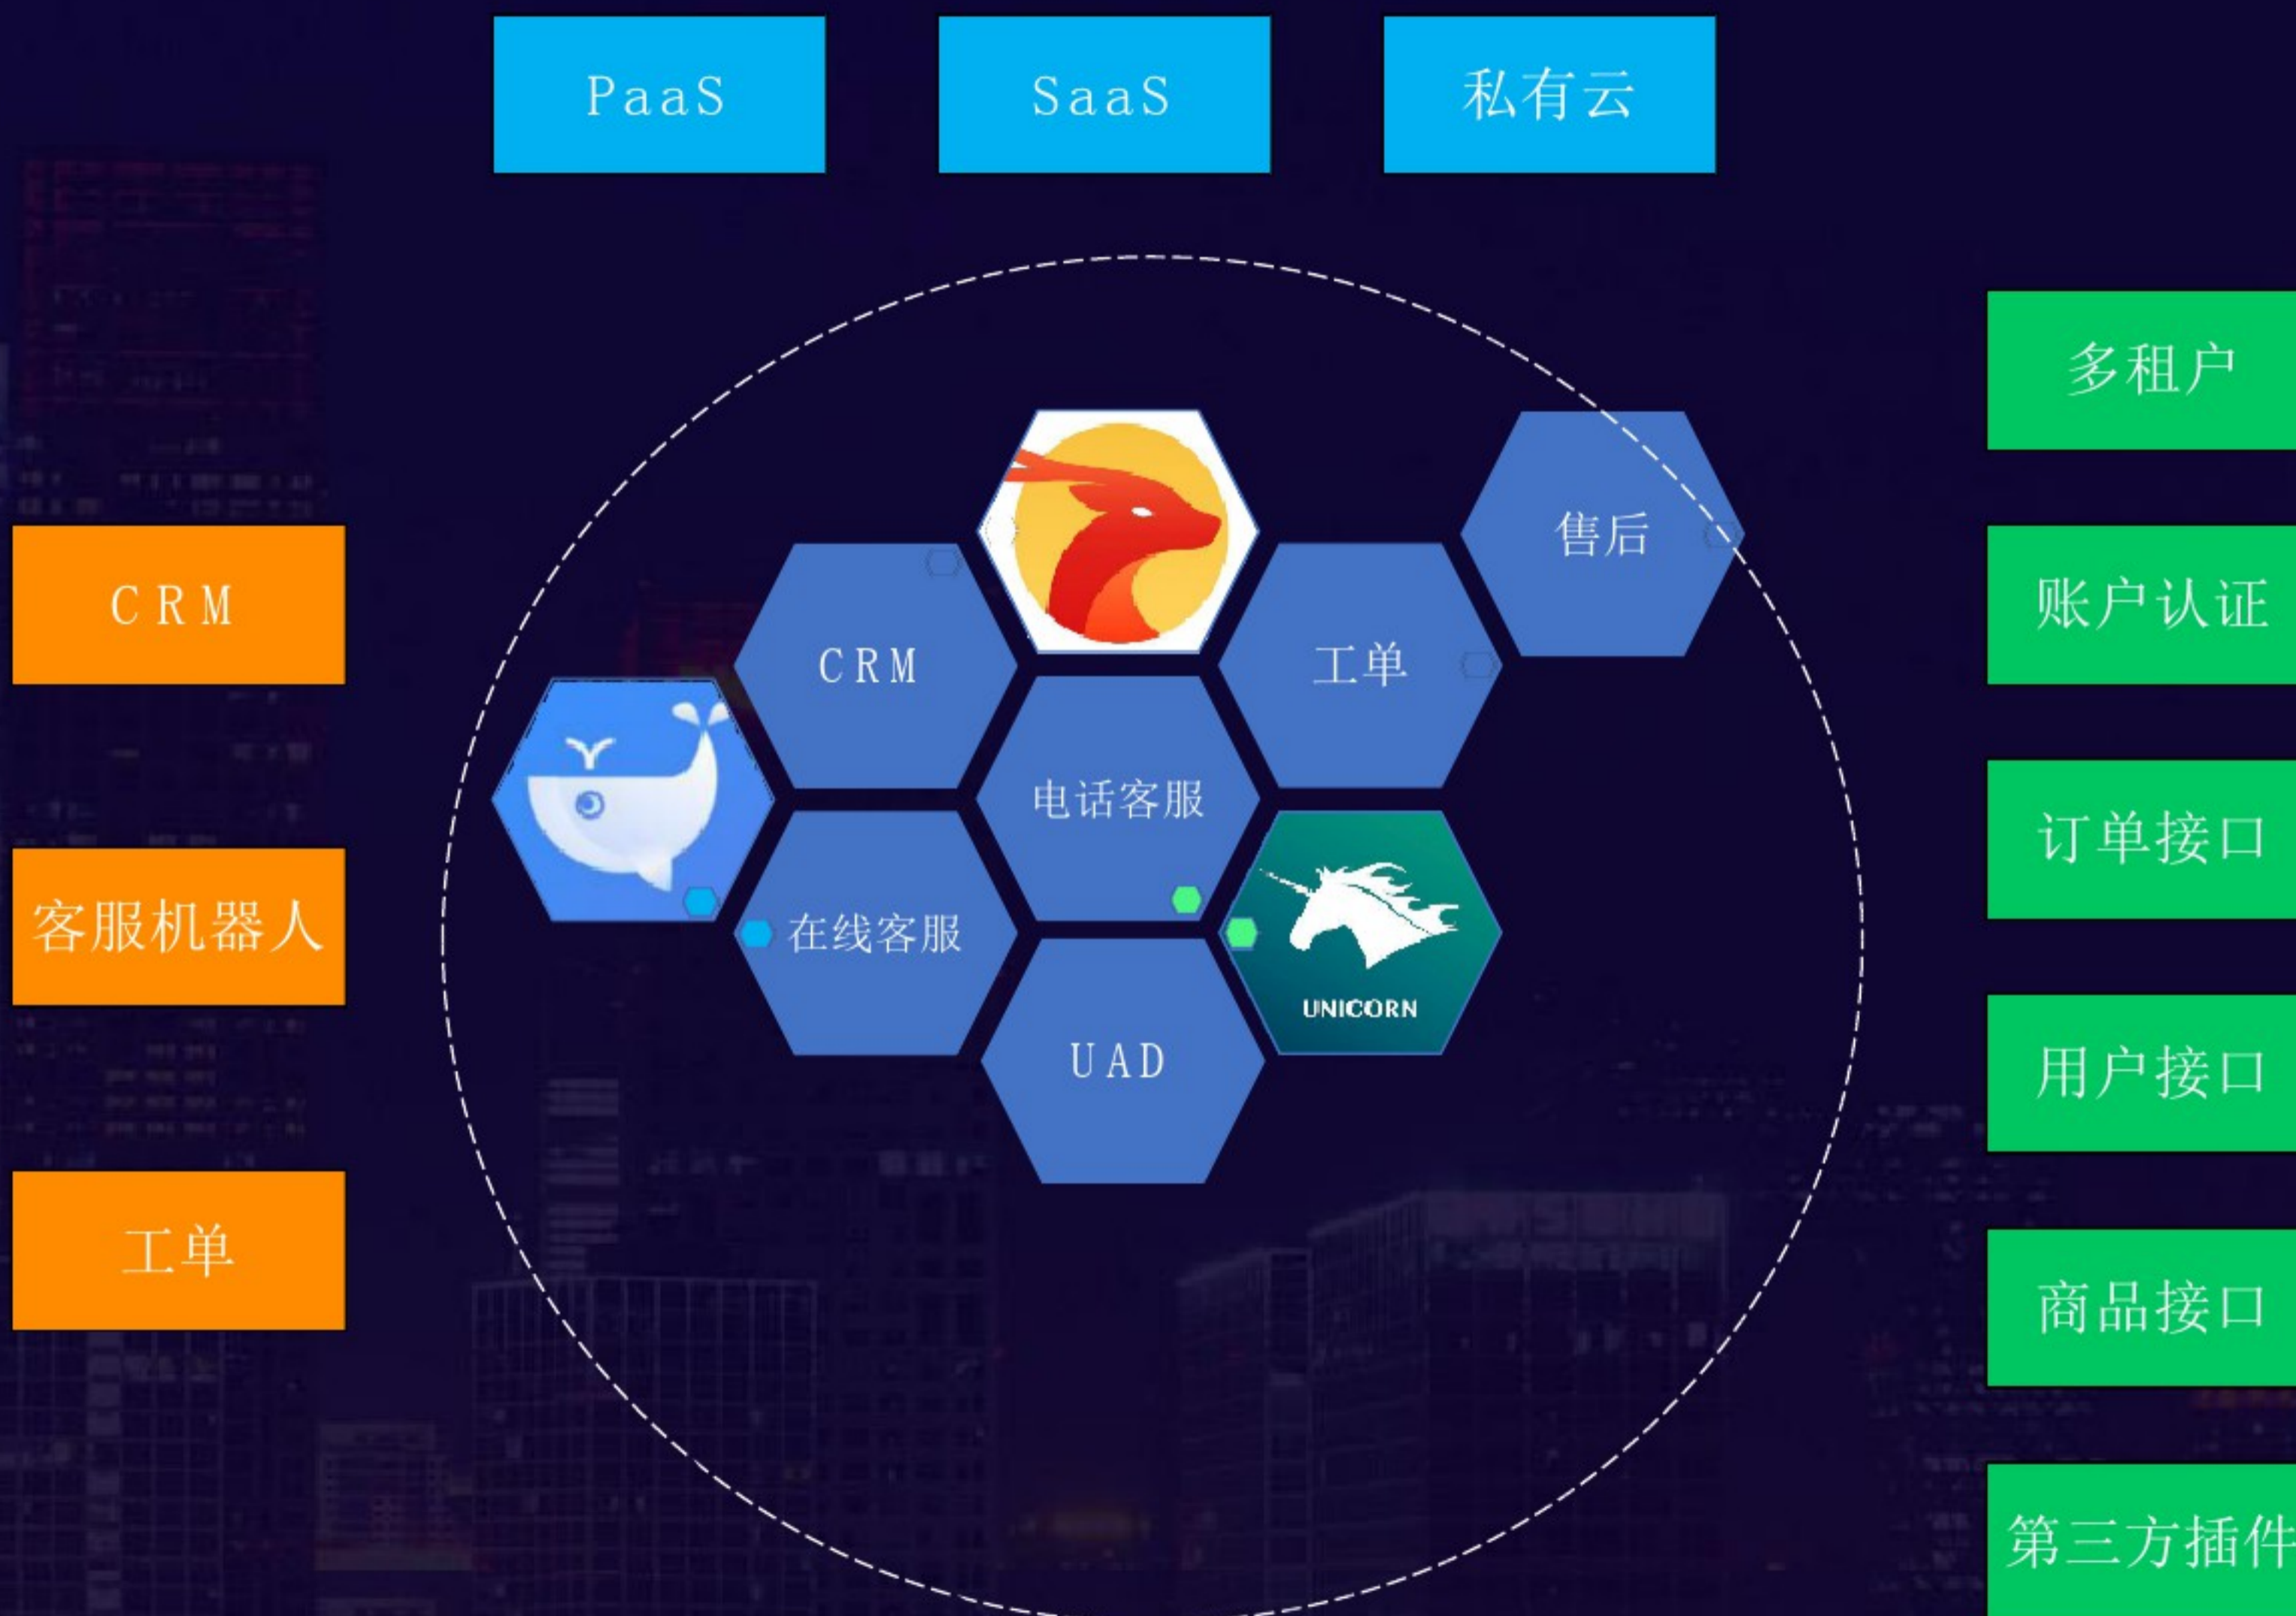 PaaS
SaaS
私有云
多租户
售后
账户认证
CRM
CRM
工单
电话客服
订单接口
客服机器人
在线客服
UNICORN
UAD
用户接口
工单
商品接口
第三方插件